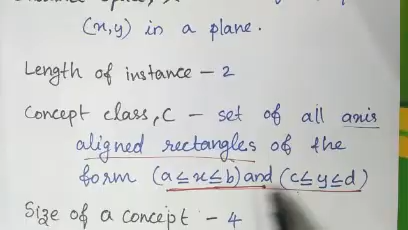 (x,y) in a plane.
Length of instance - 2
Concept class, C - set of all axis
aligned rectangles of the
form (a ≤ x ≤ b) and (c ≤ y ≤ d)
Size of a concept - 4